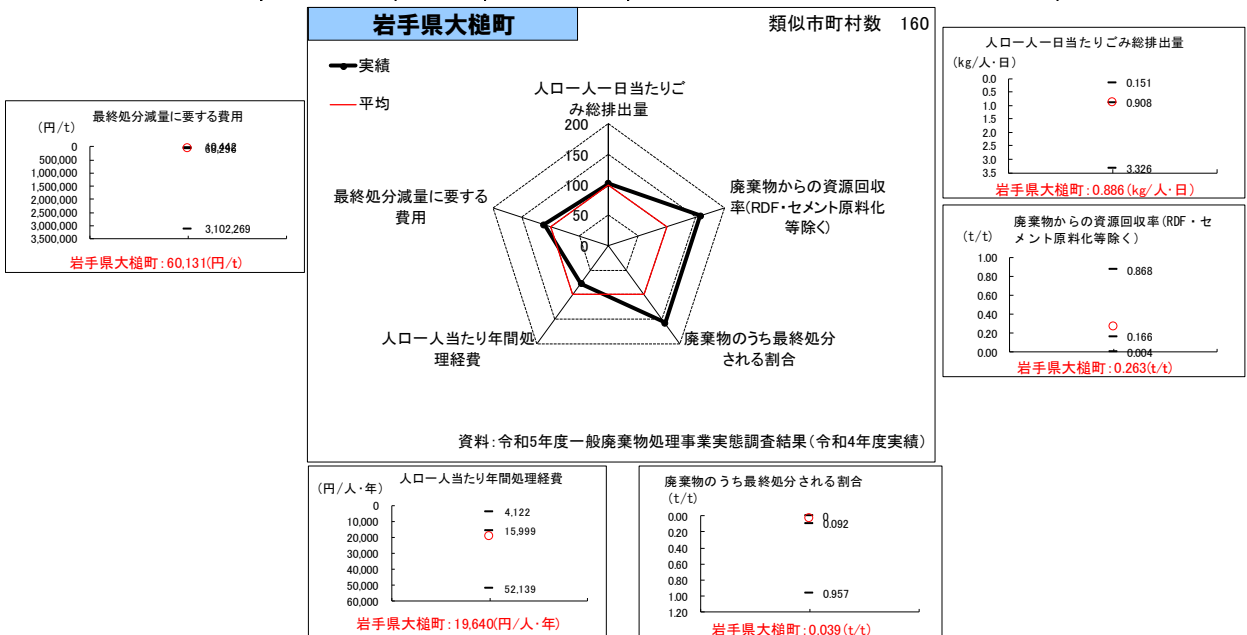 岩手県大槌町
類似市町村数 160
実績
平均
人口一人一日当たりご
み総排出量
廃棄物からの資源回収
率(RDF・セメント原料化
等除く)
廃棄物のうち最終処分
される割合
人口一人当たり年間処
理経費
最終処分減量に要する
費用
200
150
100
50
0
資料:令和5年度一般廃棄物処理事業実態調査結果(令和4年度実績)
最終処分減量に要する費用
(円/t)
0
500,000
1,000,000
1,500,000
2,000,000
2,500,000
3,000,000
3,500,000
3,102,269
岩手県大槌町:60,131(円/t)
人口一人一日当たりごみ総排出量
(kg/人・日)
0.0
0.5
1.0
1.5
2.0
2.5
3.0
3.5
0.151
0.908
3.326
岩手県大槌町:0.886(kg/人・日)
廃棄物からの資源回収率(RDF・セ
メント原料化等除く)
(t/t)
1.00
0.80
0.60
0.40
0.20
0.00
0.868
0.166
0.004
岩手県大槌町:0.263(t/t)
人口一人当たり年間処理経費
(円/人・年)
0
10,000
20,000
30,000
40,000
50,000
60,000
4,122
15,999
52,139
岩手県大槌町:19,640(円/人・年)
廃棄物のうち最終処分される割合
(t/t)
0.00
0.20
0.40
0.60
0.80
1.00
1.20
0
0.092
0.957
岩手県大槌町:0.039(t/t)